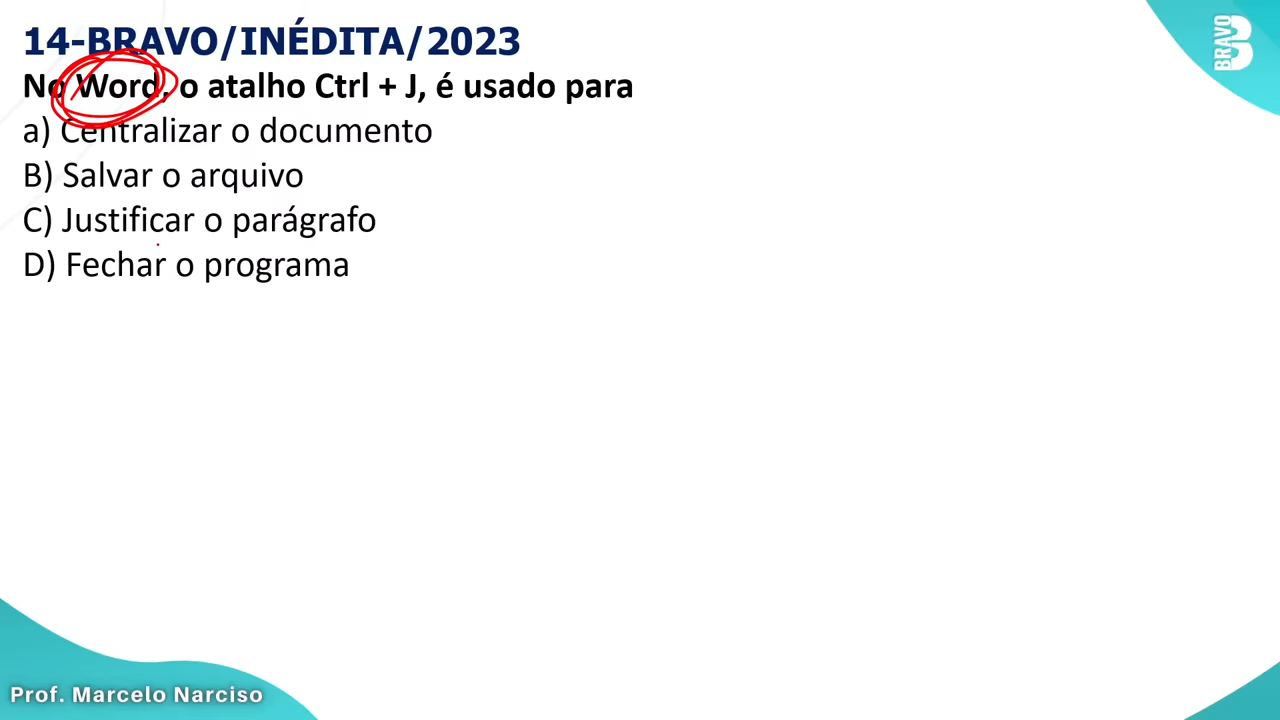 14-BRAVO/INÉDITA/2023
BRAVO
No Word, o atalho Ctrl + J, é usado para
a) Centralizar o documento
B) Salvar o arquivo
C) Justificar o parágrafo
D) Fechar o programa
Prof. Marcelo Narciso